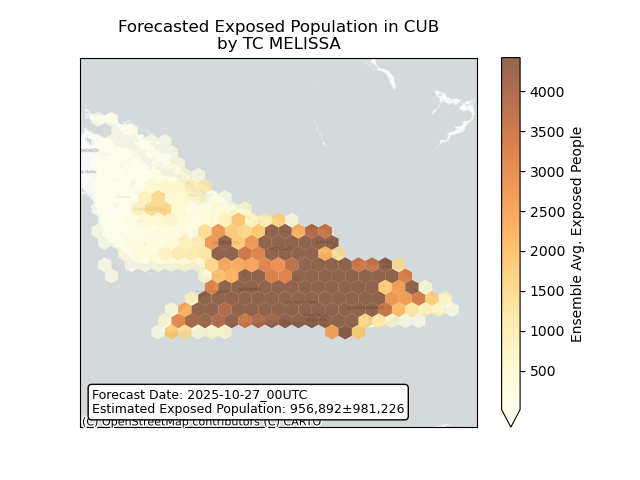 Forecasted Exposed Population in CUB
by TC MELISSA
4000
3500
3000
2500
2000
1500
1000
500
Ensemble Avg. Exposed People
Forecast Date: 2025-10-27_00UTC
Estimated Exposed Population: 956,892±981,226
(C) OpenStreetMap contributors (C) CARTO